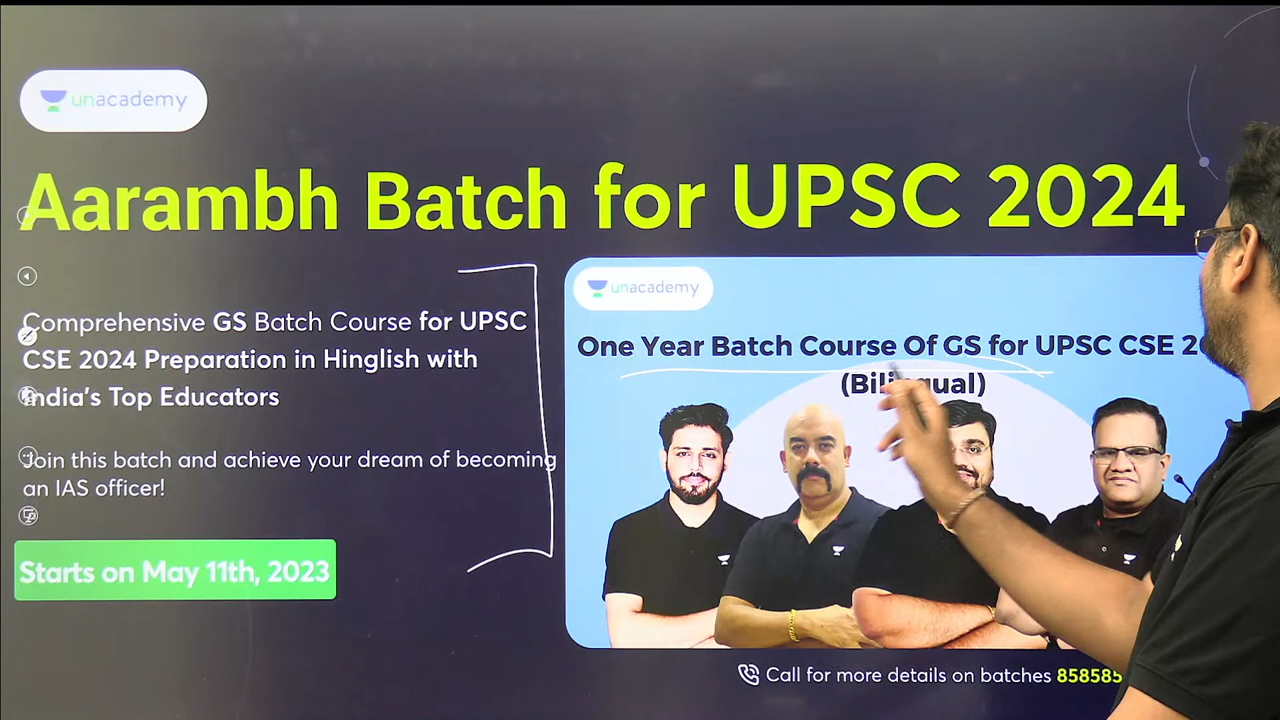 unacademy
Aarambh Batch for UPSC 2024
Comprehensive GS Batch Course for UPSC
CSE 2024 Preparation in Hinglish with
India's Top Educators
Join this batch and achieve your dream of becoming
an IAS officer!
Starts on May 11th, 2023
unacademy
One Year Batch Course Of GS for UPSC CSE
(Bilingual)
Call for more details on batches 858585